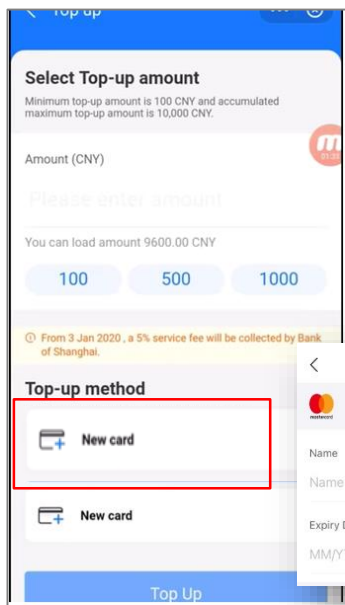 Top up
Select Top-up amount
Minimum top-up amount is 100 CNY and accumulated
maximum top-up amount is 10,000 CNY.
01:33
Amount (CNY)
Please enter amount
You can load amount 9600.00 CNY
100 500 1000
From 3 Jan 2020 , a 5% service fee will be collected by Bank
of Shanghai.
Top-up method
mastercard
New card
Name
Name
New card
Expiry D
MM/Y
Top Up